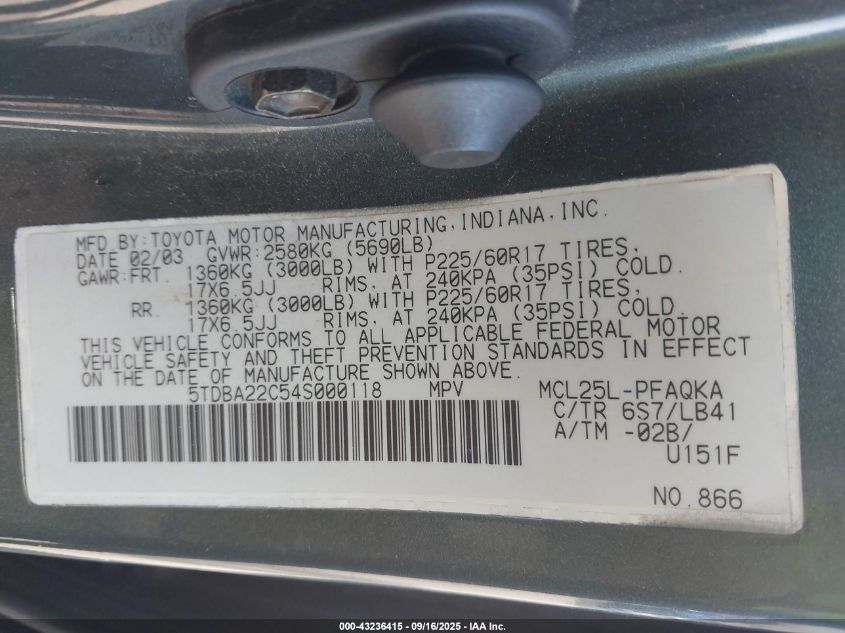 MFD.BY:TOYOTA MOTOR MANUFACTURING,INDIANA,INC.
DATE 02/03 GVWR:2580KG (5690LB)
GAWR:FRT. 1360KG (3000LB) WITH P225/60R17 TIRES,
17X6.5JJ RIMS, AT 240KPA (35PSI) COLD.
RR. 1360KG (3000LB) WITH P225/60R17 TIRES,
17X6.5JJ RIMS, AT 240KPA (35PSI) COLD.
THIS VEHICLE CONFORMS TO ALL APPLICABLE FEDERAL MOTOR
VEHICLE SAFETY AND THEFT PREVENTION STANDARDS IN EFFECT
ON THE DATE OF MANUFACTURE SHOWN ABOVE.
5TDBA22C54S000118 MPV MCL25L-PFAQKA
C/TR 6S7/LB41
A/TM -02B/
U151F
NO.866
000-43236415 - 09/16/2025 - IAA Inc.